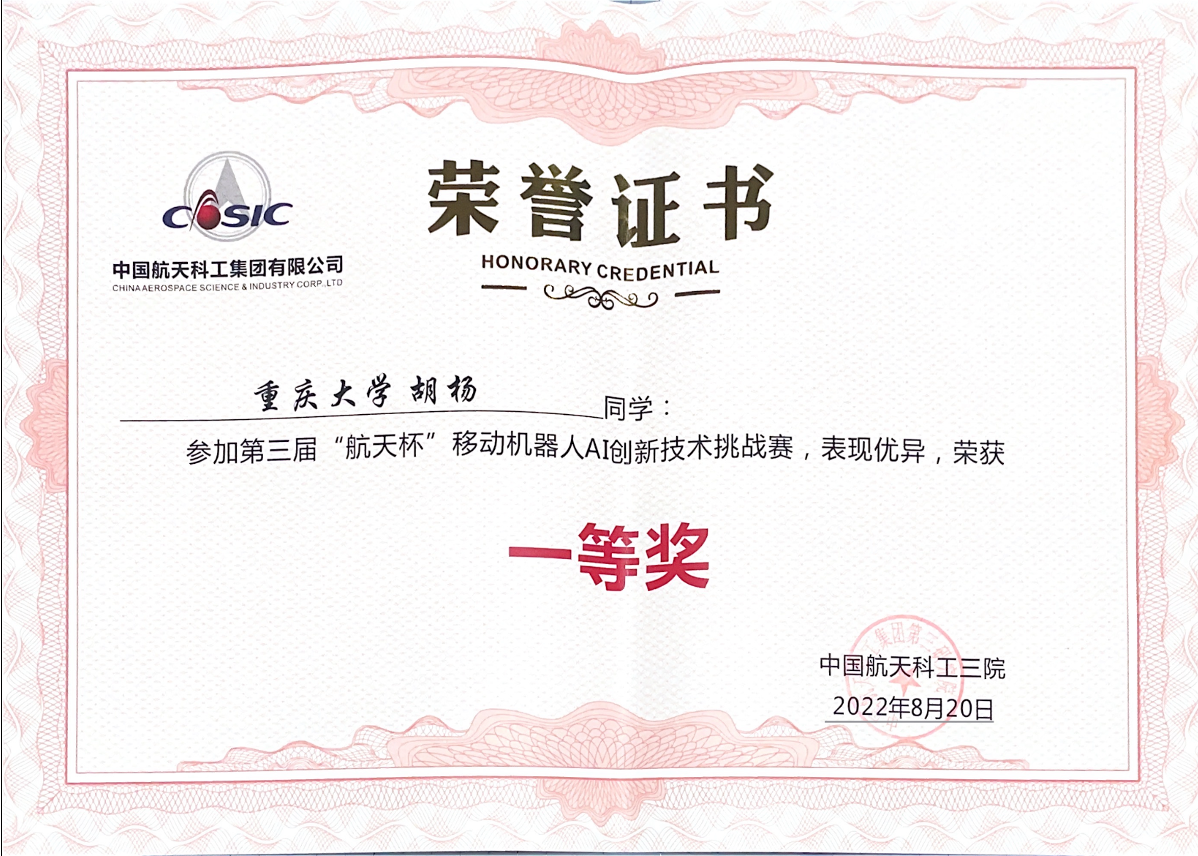 COSIC
中国航天科工集团有限公司
CHINA AEROSPACE SCIENCE & INDUSTRY CORP.,LTD
荣誉证书
HONORARY CREDENTIAL
重庆大学 胡杨 同学：
参加第三届“航天杯”移动机器人AI创新技术挑战赛，表现优异，荣获
一等奖
中国航天科工三院
2022年8月20日